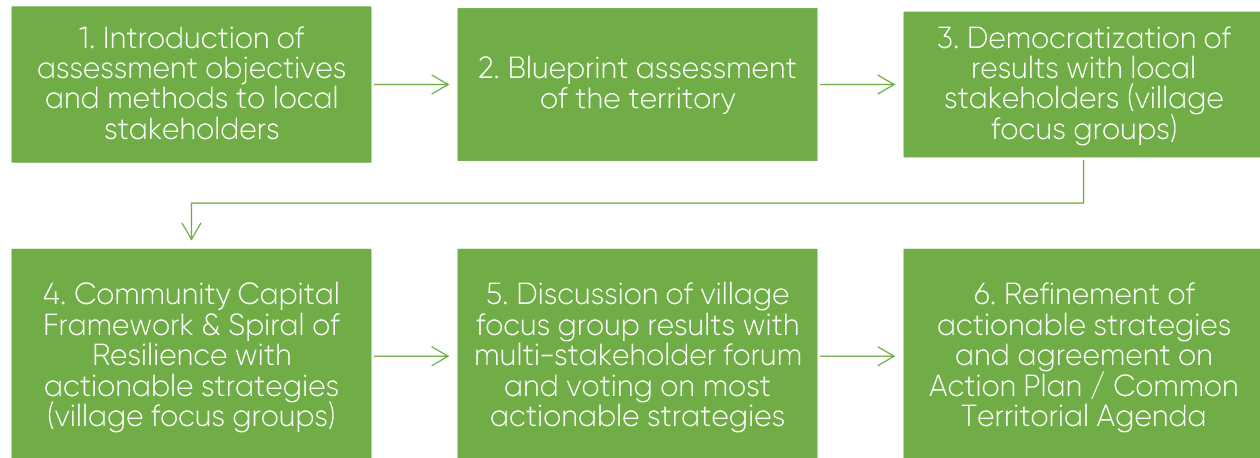 1. Introduction of
assessment objectives
and methods to local
stakeholders
2. Blueprint assessment
of the territory
3. Democratization of
results with local
stakeholders (village
focus groups)
4. Community Capital
Framework & Spiral of
Resilience with
actionable strategies
(village focus groups)
5. Discussion of village
focus group results with
multi-stakeholder forum
and voting on most
actionable strategies
6. Refinement of
actionable strategies
and agreement on
Action Plan / Common
Territorial Agenda